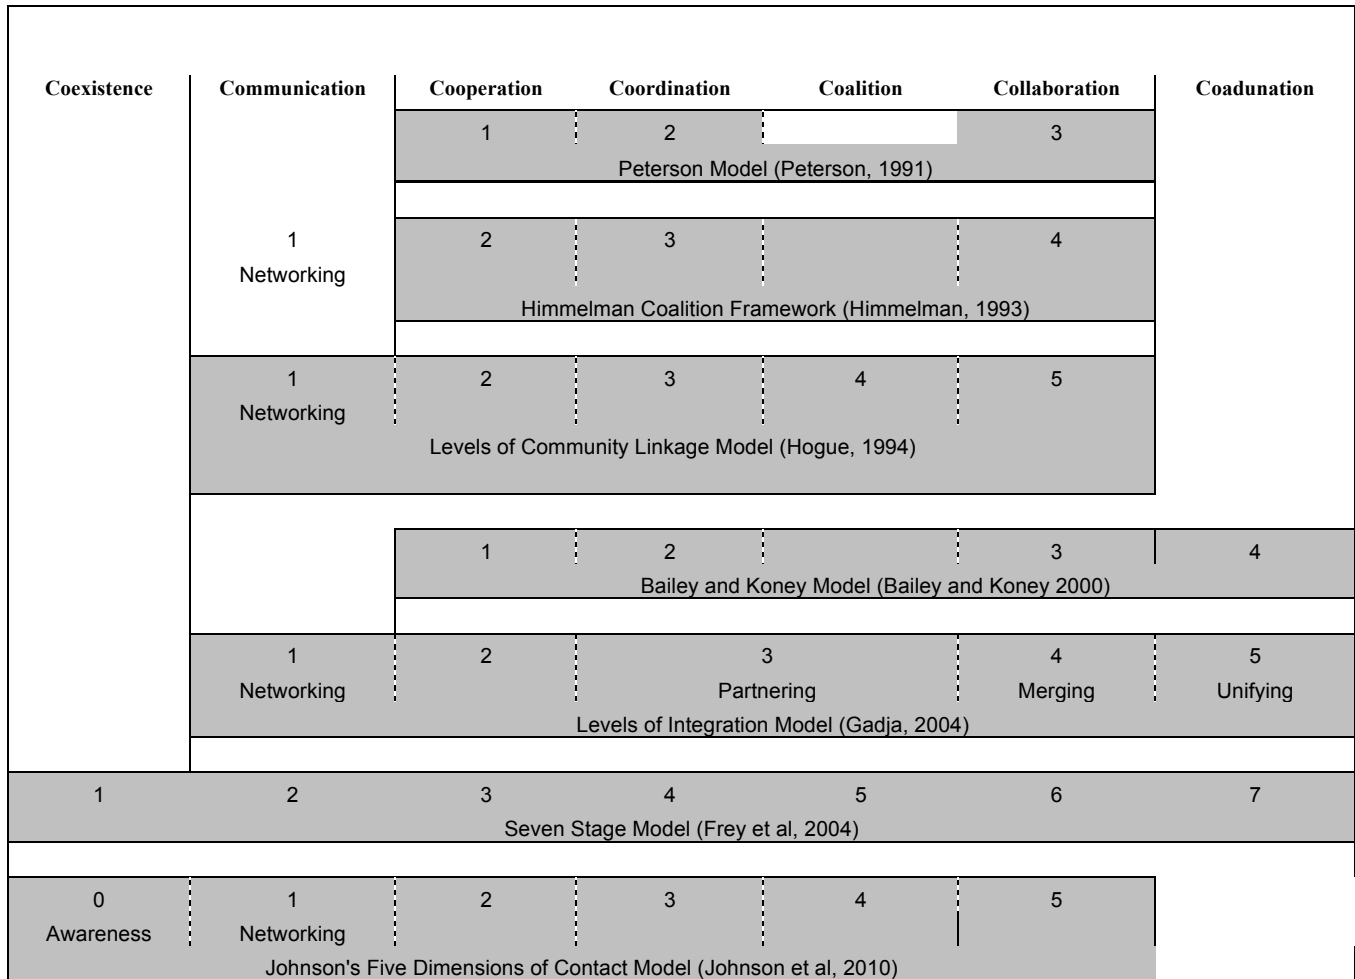 Coexistence Communication Cooperation Coordination Coalition Collaboration Coadunation
1 2 3
Peterson Model (Peterson, 1991)
1 2 3 4
Networking
Himmelman Coalition Framework (Himmelman, 1993)
1 2 3 4 5
Networking
Levels of Community Linkage Model (Hogue, 1994)
1 2 3 4
Bailey and Koney Model (Bailey and Koney 2000)
1 2 3 4 5
Networking Partnering Merging Unifying
Levels of Integration Model (Gadja, 2004)
1 2 3 4 5 6 7
Seven Stage Model (Frey et al, 2004)
0 1 2 3 4 5
Awareness Networking
Johnson's Five Dimensions of Contact Model (Johnson et al, 2010)